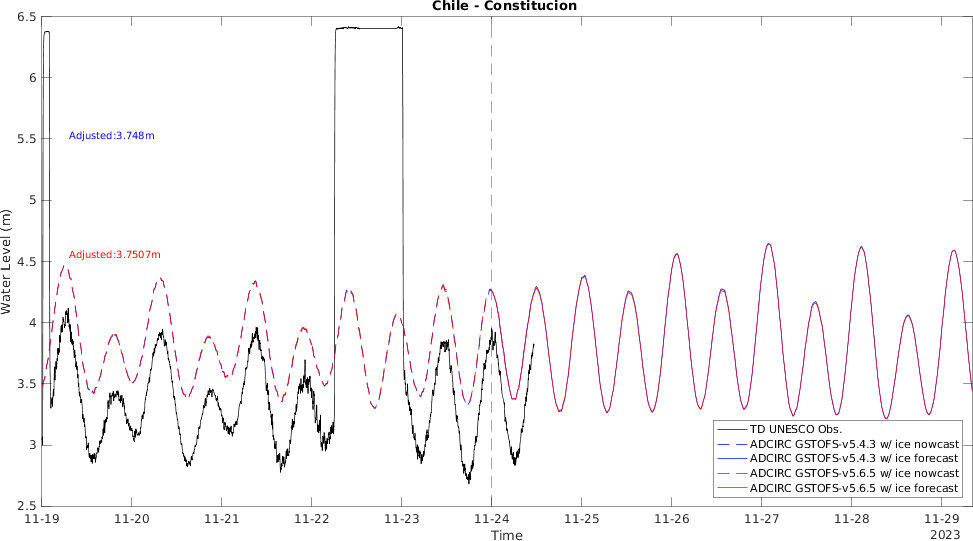 Chile - Constitucion
6.5
6
5.5
5
4.5
4
3.5
3
2.5
Water Level (m)
Adjusted:3.748m
Adjusted:3.7507m
TD UNESCO Obs.
ADCIRC GSTOFS-v5.4.3 w/ ice nowcast
ADCIRC GSTOFS-v5.4.3 w/ ice forecast
ADCIRC GSTOFS-v5.6.5 w/ ice nowcast
ADCIRC GSTOFS-v5.6.5 w/ ice forecast
11-19 11-20 11-21 11-22 11-23 11-24 11-25 11-26 11-27 11-28 11-29
2023
Time